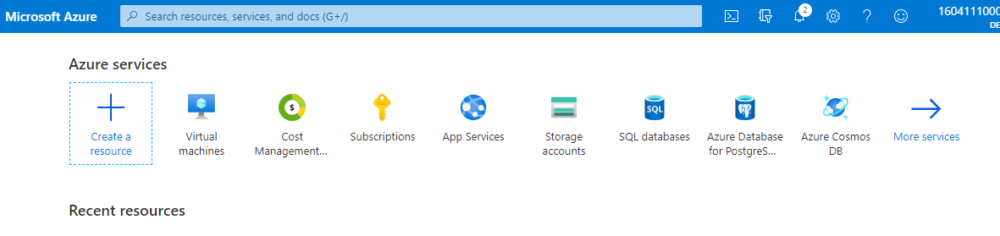 Microsoft Azure
Search resources, services, and docs (G+/)
2
1604111000
DE
Azure services
Create a
resource
Virtual
machines
Cost
Management...
Subscriptions
App Services
Storage
accounts
SQL
SQL databases
Azure Database
for PostgreS...
Azure Cosmos
DB
More services
Recent resources